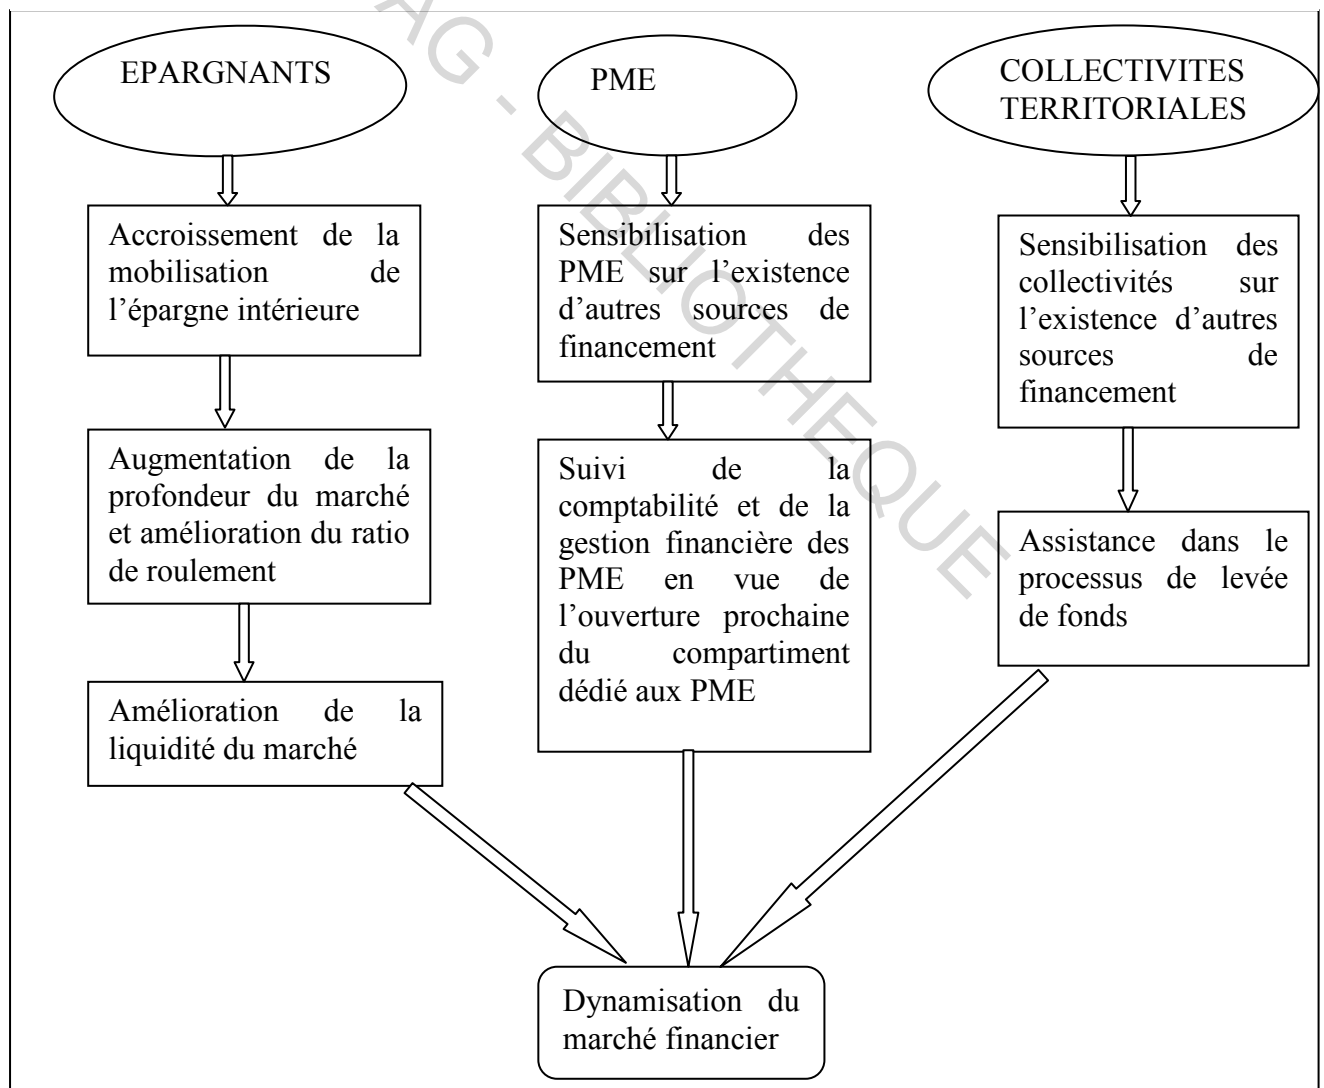 EPARGNANTS
Accroissement de la
mobilisation de
l’épargne intérieure
Augmentation de la
profondeur du marché
et amélioration du ratio
de roulement
Amélioration de la
liquidité du marché
PME
Sensibilisation des
PME sur l’existence
d’autres sources de
financement
Suivi de la
comptabilité et de la
gestion financière des
PME en vue de
l’ouverture prochaine
du compartiment
dédié aux PME
COLLECTIVITES
TERRITORIALES
Sensibilisation des
collectivités sur
l’existence d’autres
sources de
financement
Assistance dans le
processus de levée
de fonds
Dynamisation du
marché financier
AG - BIBLIOTHEQUE